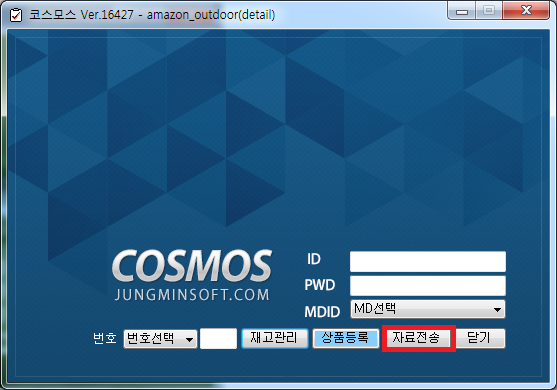 코스모스 Ver.16427 - amazon_outdoor(detail)
COSMOS
JUNGMINSOFT.COM
ID
PWD
MDID MD선택
번호 번호선택 재고관리 상품등록 자료전송 닫기